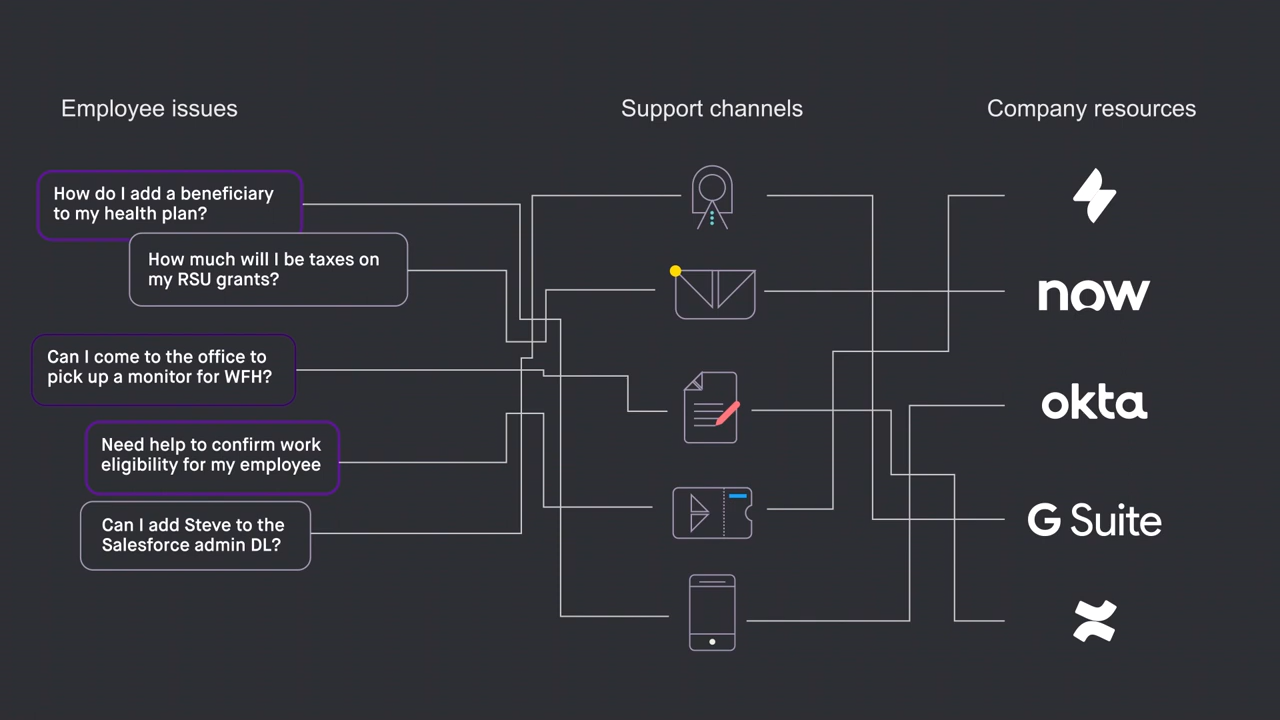 Employee issues
Support channels
Company resources
How do I add a beneficiary
to my health plan?
How much will I be taxes on
my RSU grants?
Can I come to the office to
pick up a monitor for WFH?
Need help to confirm work
eligibility for my employee
Can I add Steve to the
Salesforce admin DL?
now
okta
G Suite